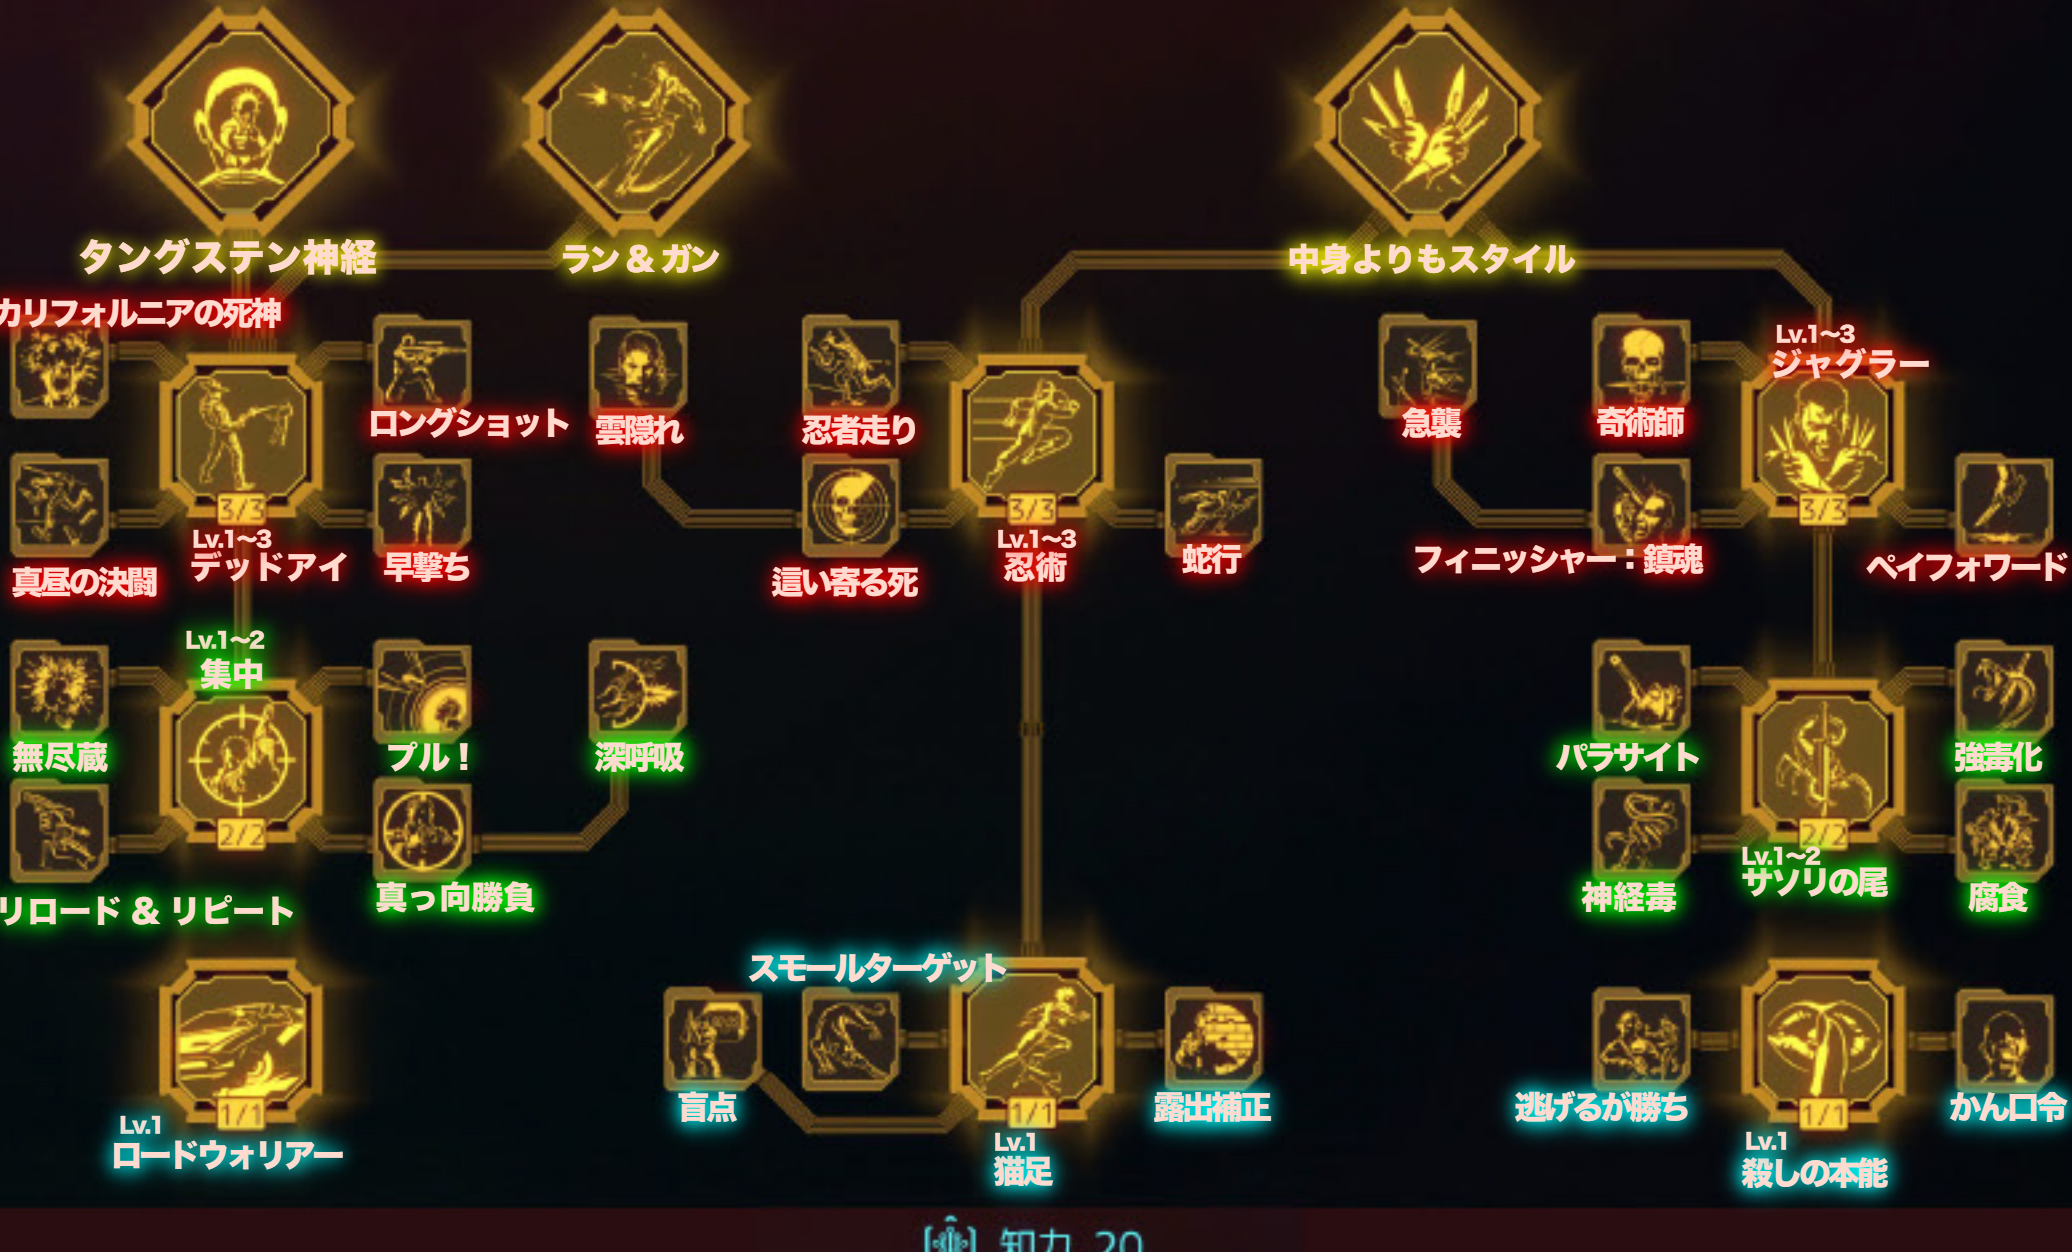 タングステン神経
ラン & ガン
中身よりもスタイル
カリフォルニアの死神
ロングショット
雲隠れ
忍者走り
急襲
奇術師
Lv.1~3
ジャグラー
3/3
3/3
3/3
真昼の決闘
Lv.1~3
デッドアイ
早撃ち
這い寄る死
Lv.1~3
忍術
蛇行
フィニッシャー：鎮魂
ペイフォワード
Lv.1~2
集中
無尽蔵
プル！
深呼吸
パラサイト
強毒化
2/2
2/2
リロード & リピート
真っ向勝負
神経毒
Lv.1~2
サソリの尾
腐食
スモールターゲット
1/1
1/1
1/1
Lv.1
ロードウォリアー
盲点
Lv.1
猫足
露出補正
逃げるが勝ち
Lv.1
殺しの本能
かん口令
知力 20